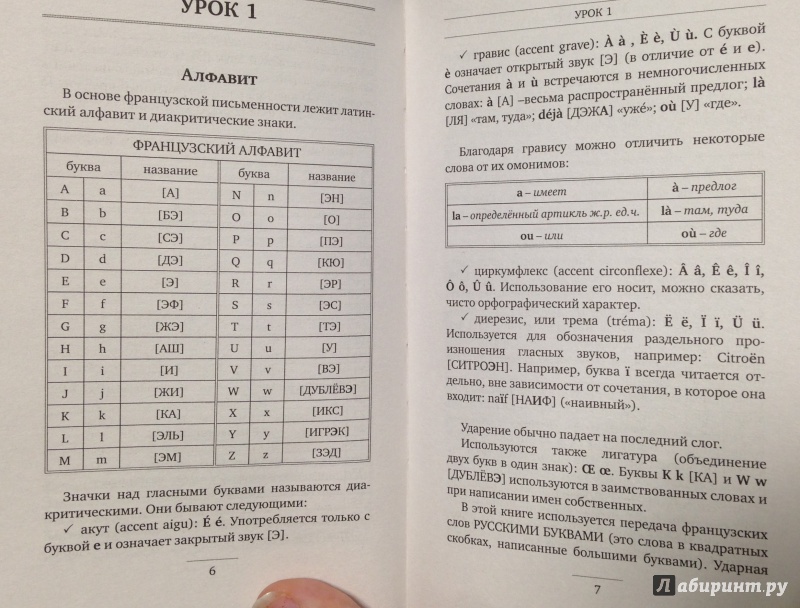 УРОК 1
АЛФАВИТ
В основе французской письменности лежит латин-
ский алфавит и диакритические знаки.
ФРАНЦУЗСКИЙ АЛФАВИТ
буква название буква название
A a [А] N n [ЭН]
B b [БЭ] O o [О]
C c [СЭ] P p [ПЭ]
D d [ДЭ] Q q [КЮ]
E e [Э] R r [ЭР]
F f [ЭФ] S s [ЭС]
G g [ЖЭ] T t [ТЭ]
H h [АШ] U u [У]
I i [И] V v [ВЭ]
J j [ЖИ] W w [ДУБЛЁВЭ]
K k [КА] X x [ИКС]
L l [ЭЛЬ] Y y [ИГРЭК]
M m [ЭМ] Z z [ЗЭД]
Значки над гласными буквами называются диа-
критическими. Они бывают следующими:
✓ акут (accent aigu): É é. Употребляется только с
буквой e и означает закрытый звук [Э].
6
УРОК 1
✓ гравис (accent grave): À à , È è, Ù ù. С буквой
è означает открытый звук [Э] (в отличие от é и e).
Сочетания à и ù встречаются в немногочисленных
словах: à [А] –весьма распространённый предлог; là
[ЛЯ] «там, туда»; déjà [ДЭЖА] «уже»; où [У] «где».
Благодаря гравису можно отличить некоторые
слова от их омонимов:
a – имеет à – предлог
la – определённый артикль ж.р. ед.ч. là – там, туда
ou – или où – где
✓ циркумфлекс (accent circonflexe): Â â, Ê ê, Î î,
Ô ô, Û û. Использование его носит, можно сказать,
чисто орфографический характер.
✓ диерезис, или трема (tréma): Ë ë, Ï ï, Ü ü.
Используется для обозначения раздельного про-
изношения гласных звуков, например: Citroën
[СИТРОЭН]. Например, буква ï всегда читается от-
дельно, вне зависимости от сочетания, в которое она
входит: naïf [НАИФ] («наивный»).
Ударение обычно падает на последний слог.
Используются также лигатура (объединение
двух букв в один знак): Œ œ. Буквы K k [КА] и W w
[ДУБЛЁВЭ] используются в заимствованных словах и
при написании имен собственных.
В этой книге используется передача французских
слов РУССКИМИ БУКВАМИ (это слова в квадратных
скобках, написанные большими буквами). Ударная
7
Лабиринт.ру